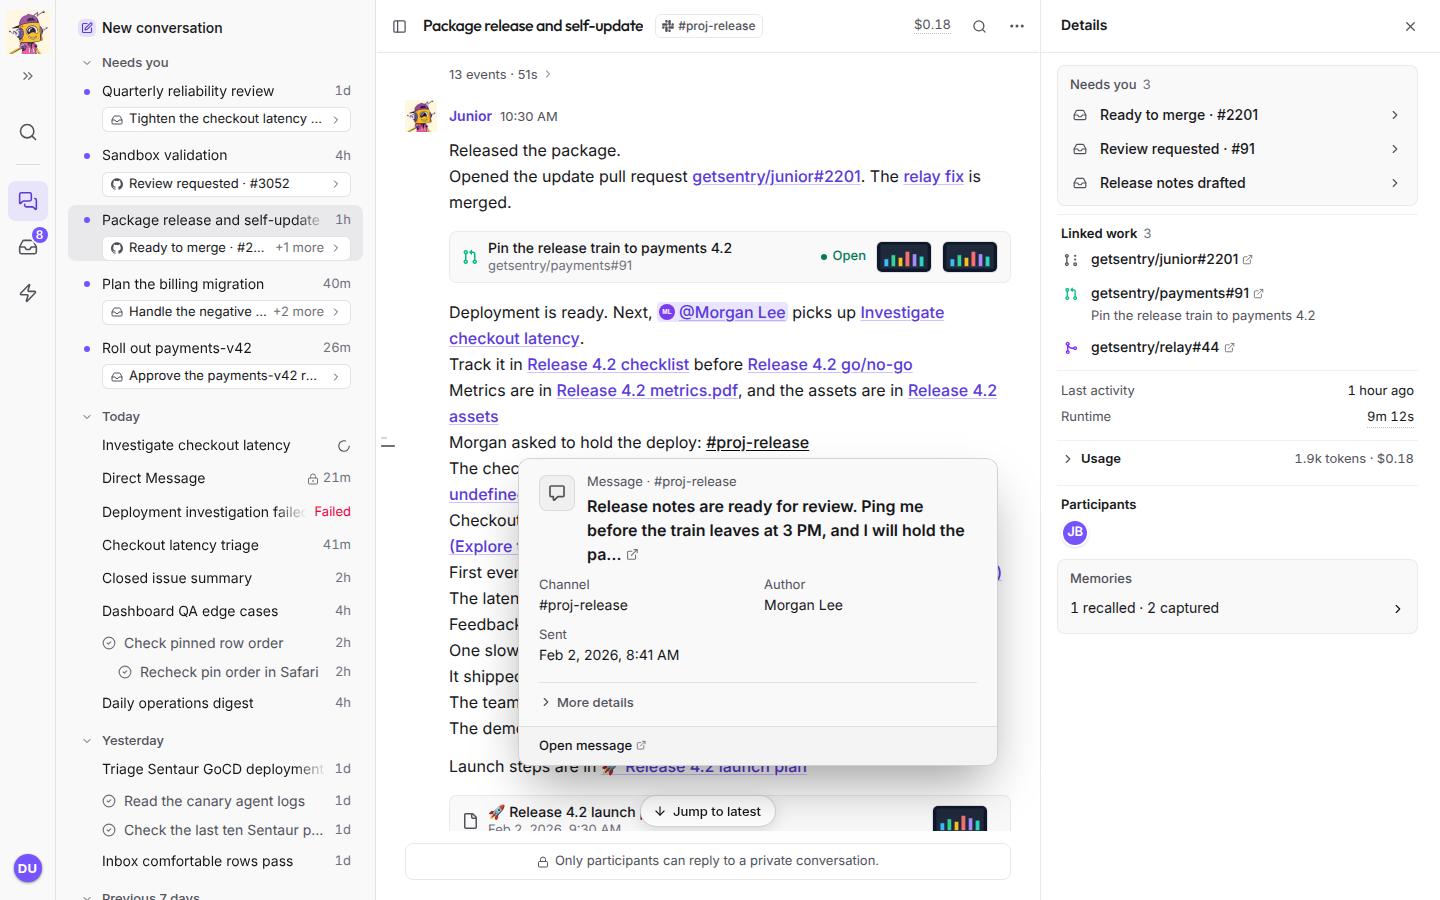 New conversation
Needs you
Quarterly reliability review 1d
Tighten the checkout latency ...
Sandbox validation 4h
Review requested · #3052
Package release and self-update 1h
Ready to merge · #2... +1 more
Plan the billing migration 40m
Handle the negative ... +2 more
Roll out payments-v42 26m
Approve the payments-v42 r...
Today
Investigate checkout latency
Direct Message 21m
Deployment investigation failed Failed
Checkout latency triage 41m
Closed issue summary 2h
Dashboard QA edge cases 4h
Check pinned row order 2h
Recheck pin order in Safari 2h
Daily operations digest 4h
Yesterday
Triage Sentaur GoCD deployment 1d
Read the canary agent logs 1d
Check the last ten Sentaur p... 1d
Inbox comfortable rows pass 1d
Previous 7 days
8
DU
Package release and self-update #proj-release $0.18
13 events · 51s
Junior 10:30 AM
Released the package.
Opened the update pull request getsentry/junior#2201. The relay fix is
merged.
Pin the release train to payments 4.2
getsentry/payments#91
Open
Deployment is ready. Next, ML @Morgan Lee picks up Investigate
checkout latency.
Track it in Release 4.2 checklist before Release 4.2 go/no-go
Metrics are in Release 4.2 metrics.pdf, and the assets are in Release 4.2
assets
Morgan asked to hold the deploy: #proj-release
The chec
undefine
Checkout
(Explore
First ever )
The laten
Feedback
One slow
It shipped
The team
The demo
Message · #proj-release
Release notes are ready for review. Ping me
before the train leaves at 3 PM, and I will hold the
pa...
Channel Author
#proj-release Morgan Lee
Sent
Feb 2, 2026, 8:41 AM
More details
Open message
Launch steps are in 🚀 Release 4.2 launch plan
🚀 Release 4.2 launch
Feb 2, 2026, 9:30 AM
Jump to latest
Only participants can reply to a private conversation.
Details
Needs you 3
Ready to merge · #2201
Review requested · #91
Release notes drafted
Linked work 3
getsentry/junior#2201
getsentry/payments#91
Pin the release train to payments 4.2
getsentry/relay#44
Last activity 1 hour ago
Runtime 9m 12s
Usage 1.9k tokens · $0.18
Participants
JB
Memories
1 recalled · 2 captured